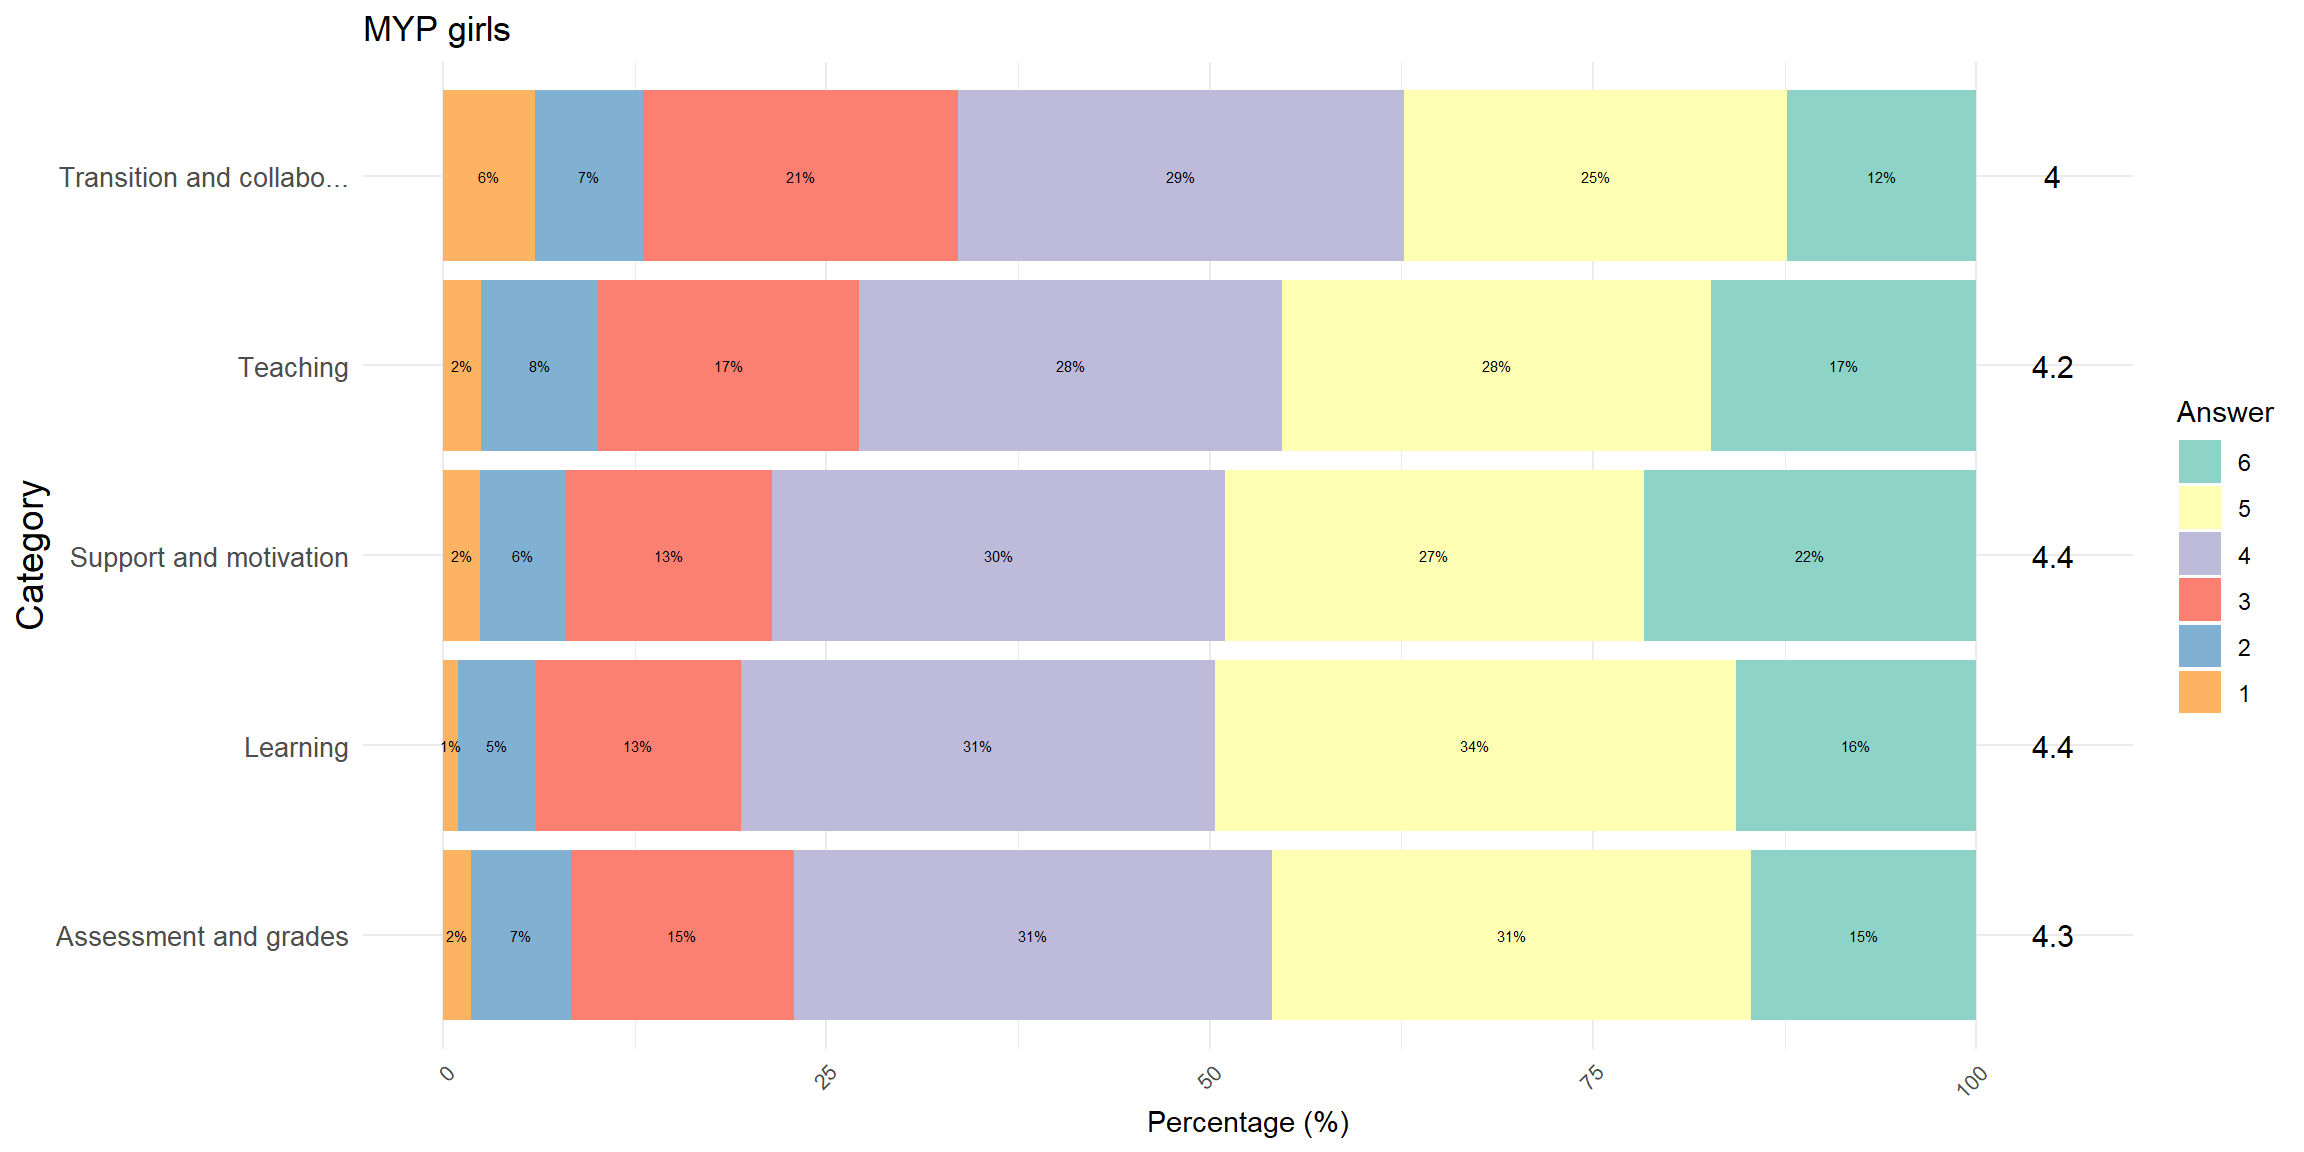 MYP girls
Transition and collabo... 6% 7% 21% 29% 25% 12% 4
Teaching 2% 8% 17% 28% 28% 17% 4.2
Support and motivation 2% 6% 13% 30% 27% 22% 4.4
Learning 1% 5% 13% 31% 34% 16% 4.4
Assessment and grades 2% 7% 15% 31% 31% 15% 4.3
Category
0 25 50 75 100
Percentage (%)
Answer
6
5
4
3
2
1